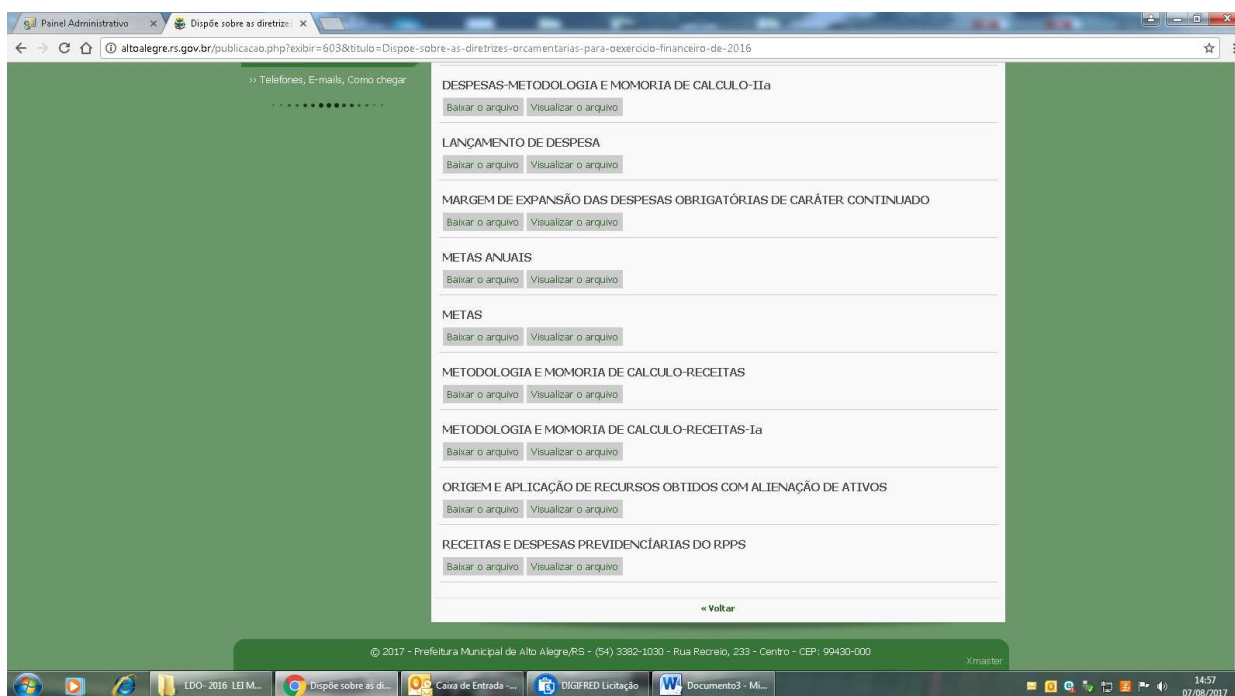 Painel Administrativo
Dispõe sobre as diretrize
altoalegre.rs.gov.br/publicacao.php?exibir=603&titulo=Dispoe-sobre-as-diretrizes-orcamentarias-para-oexercicio-financeiro-de-2016
›› Telefones, E-mails, Como chegar
DESPESAS-METODOLOGIA E MOMORIA DE CALCULO-IIa
Baixar o arquivo Visualizar o arquivo
LANÇAMENTO DE DESPESA
Baixar o arquivo Visualizar o arquivo
MARGEM DE EXPANSÃO DAS DESPESAS OBRIGATÓRIAS DE CARÁTER CONTINUADO
Baixar o arquivo Visualizar o arquivo
METAS ANUAIS
Baixar o arquivo Visualizar o arquivo
METAS
Baixar o arquivo Visualizar o arquivo
METODOLOGIA E MOMORIA DE CALCULO-RECEITAS
Baixar o arquivo Visualizar o arquivo
METODOLOGIA E MOMORIA DE CALCULO-RECEITAS-Ia
Baixar o arquivo Visualizar o arquivo
ORIGEM E APLICAÇÃO DE RECURSOS OBTIDOS COM ALIENAÇÃO DE ATIVOS
Baixar o arquivo Visualizar o arquivo
RECEITAS E DESPESAS PREVIDENCÍARIAS DO RPPS
Baixar o arquivo Visualizar o arquivo
« Voltar
© 2017 - Prefeitura Municipal de Alto Alegre/RS - (54) 3382-1030 - Rua Recreio, 233 - Centro - CEP: 99430-000
Xmaster
LDO- 2016 LEI M...
Dispõe sobre as di...
Caixa de Entrada -...
DIGIFRED Licitação
Documento3 - Mi...
14:57
07/08/2017